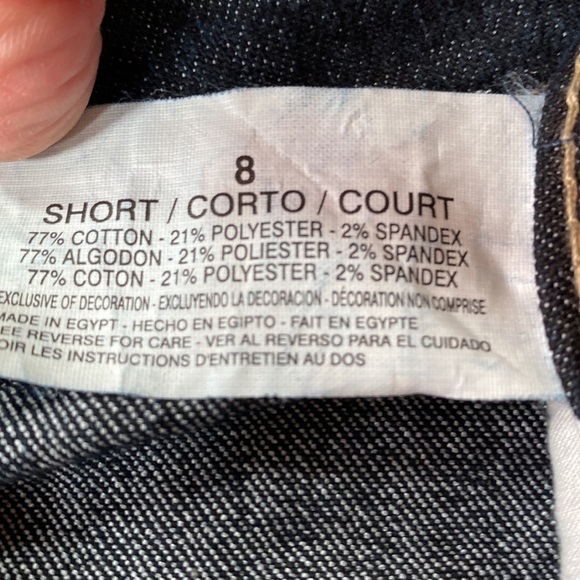 8
SHORT / CORTO / COURT
77% COTTON - 21% POLYESTER - 2% SPANDEX
77% ALGODON - 21% POLIESTER - 2% SPANDEX
77% COTON - 21% POLYESTER - 2% SPANDEX
EXCLUSIVE OF DECORATION - EXCLUYENDO LA DECORACION - DÉCORATION NON COMPRISE
MADE IN EGYPT - HECHO EN EGIPTO - FAIT EN EGYPTE
EE REVERSE FOR CARE - VER AL REVERSO PARA EL CUIDADO
OIR LES INSTRUCTIONS D'ENTRETIEN AU DOS